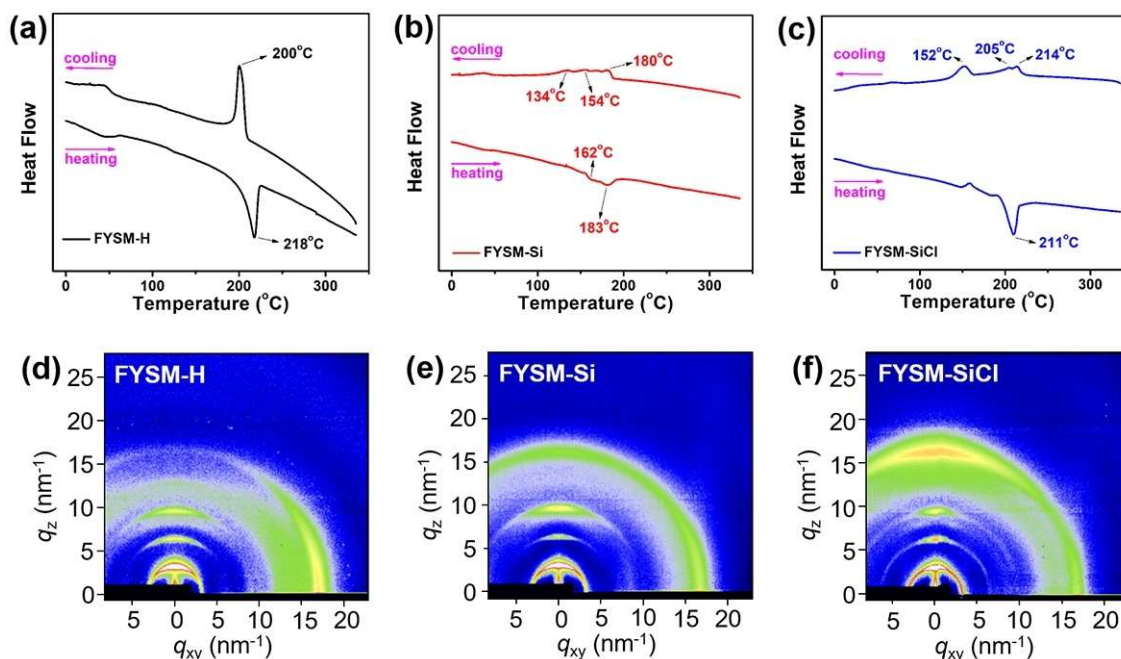 (a)
Heat Flow
cooling
200°C
heating
218°C
FYSM-H
0 100 200 300
Temperature (°C)
(b)
Heat Flow
cooling
180°C
134°C
154°C
162°C
heating
183°C
FYSM-Si
0 100 200 300
Temperature (°C)
(c)
Heat Flow
152°C
205°C
214°C
cooling
heating
211°C
FYSM-SiCl
0 100 200 300
Temperature (°C)
(d)
FYSM-H
25
20
15
10
5
0
qz (nm-1)
5 0 5 10 15 20
qxy (nm-1)
(e)
FYSM-Si
25
20
15
10
5
0
qz (nm-1)
5 0 5 10 15 20
qxy (nm-1)
(f)
FYSM-SiCl
25
20
15
10
5
0
qz (nm-1)
5 0 5 10 15 20
qxy (nm-1)